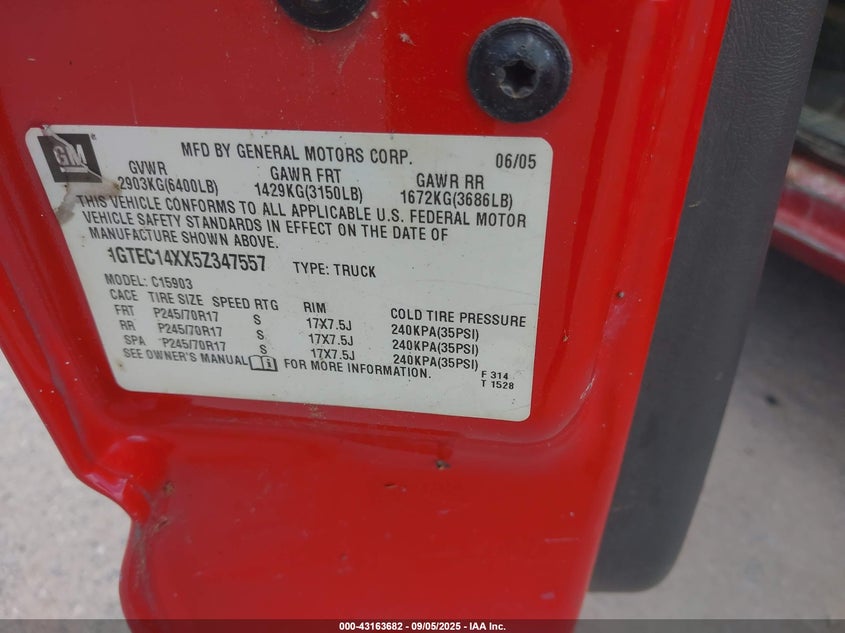 GM
MFD BY GENERAL MOTORS CORP. 06/05
GVWR GAWR FRT GAWR RR
2903KG(6400LB) 1429KG(3150LB) 1672KG(3686LB)
THIS VEHICLE CONFORMS TO ALL APPLICABLE U.S. FEDERAL MOTOR
VEHICLE SAFETY STANDARDS IN EFFECT ON THE DATE OF
MANUFACTURE SHOWN ABOVE.
1GTEC14XX5Z347557 TYPE: TRUCK
MODEL: C15903
CACE TIRE SIZE SPEED RTG RIM COLD TIRE PRESSURE
FRT P245/70R17 S 17X7.5J 240KPA(35PSI)
RR P245/70R17 S 17X7.5J 240KPA(35PSI)
SPA P245/70R17 S 17X7.5J 240KPA(35PSI)
SEE OWNER'S MANUAL FOR MORE INFORMATION.
F 314
T 1528
000-43163682 - 09/05/2025 - IAA Inc.